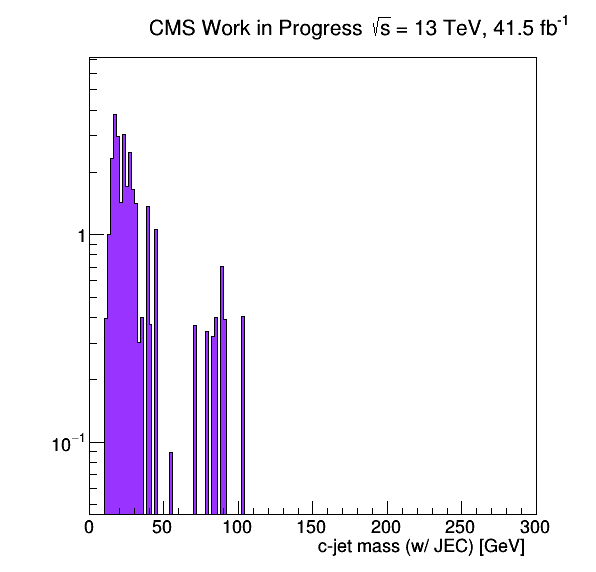 CMS Work in Progress √s = 13 TeV, 41.5 fb⁻¹
1
10⁻¹
0 50 100 150 200 250 300
c-jet mass (w/ JEC) [GeV]